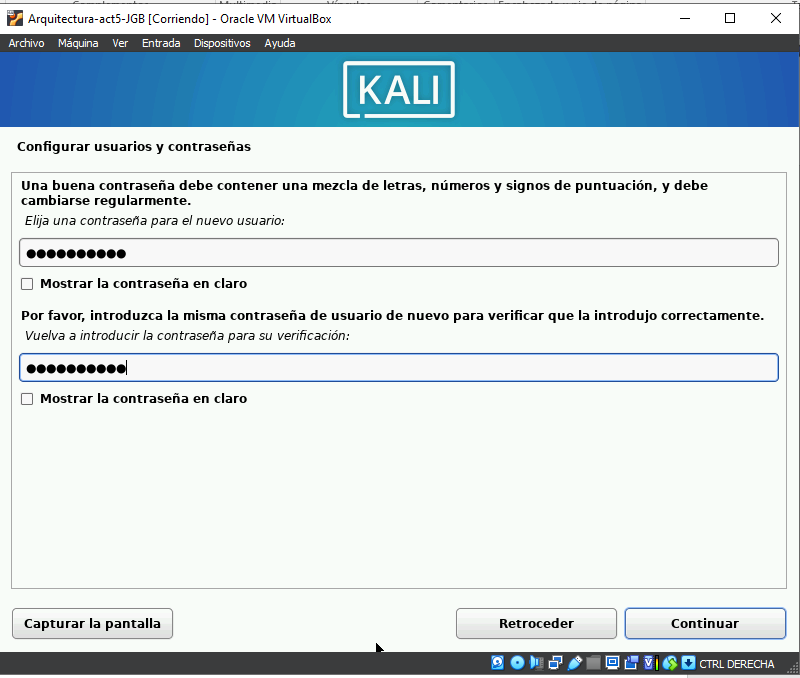 Arquitectura-act5-JGB [Corriendo] - Oracle VM VirtualBox
Archivo Máquina Ver Entrada Dispositivos Ayuda
KALI
Configurar usuarios y contraseñas
Una buena contraseña debe contener una mezcla de letras, números y signos de puntuación, y debe
cambiarse regularmente.
Elija una contraseña para el nuevo usuario:
●●●●●●●●●●
Mostrar la contraseña en claro
Por favor, introduzca la misma contraseña de usuario de nuevo para verificar que la introdujo correctamente.
Vuelva a introducir la contraseña para su verificación:
●●●●●●●●●●
Mostrar la contraseña en claro
Capturar la pantalla Retroceder Continuar
CTRL DERECHA